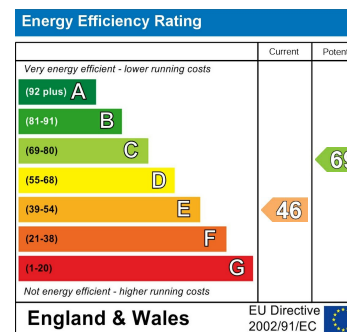 Energy Efficiency Rating
Current
Very energy efficient - lower running costs
(92 plus) A
(81-91) B
(69-80) C
(55-68) D
(39-54) E
46
(21-38) F
(1-20) G
Not energy efficient - higher running costs
England & Wales
EU Directive
2002/91/EC